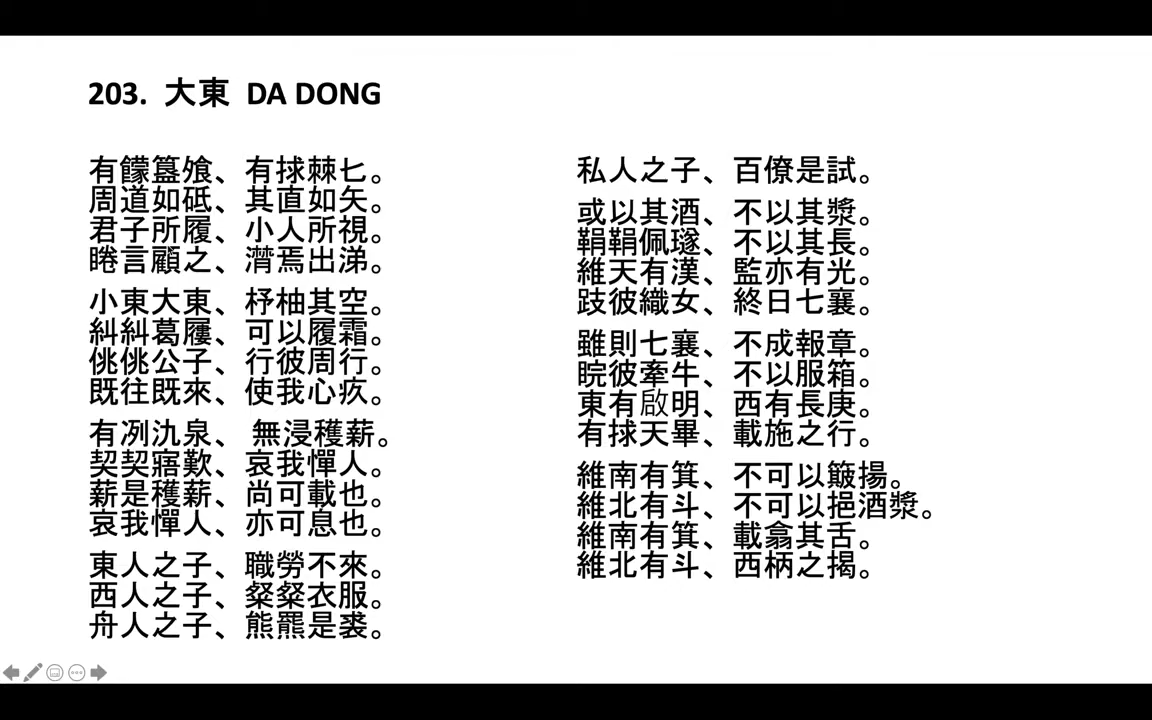 203. 大東 DA DONG
有饛簋飧、有捄棘匕。
周道如砥、其直如矢。
君子所履、小人所視。
睠言顧之、潸焉出涕。
小東大東、杼柚其空。
糾糾葛屨、可以履霜。
佻佻公子、行彼周行。
既往既來、使我心疚。
有冽氿泉、無浸穫薪。
契契寤歎、哀我憚人。
薪是穫薪、尚可載也。
哀我憚人、亦可息也。
東人之子、職勞不來。
西人之子、粲粲衣服。
舟人之子、熊羆是裘。
私人之子、百僚是試。
或以其酒、不以其漿。
鞙鞙佩璲、不以其長。
維天有漢、監亦有光。
跂彼織女、終日七襄。
雖則七襄、不成報章。
睆彼牽牛、不以服箱。
東有啟明、西有長庚。
有捄天畢、載施之行。
維南有箕、不可以簸揚。
維北有斗、不可以挹酒漿。
維南有箕、載翕其舌。
維北有斗、西柄之揭。